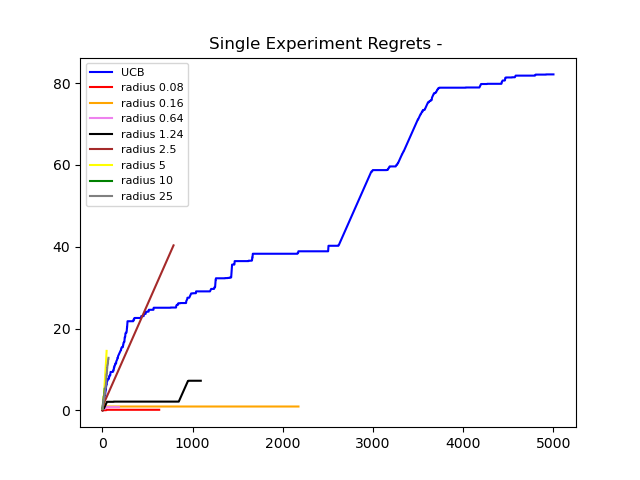 Single Experiment Regrets -
UCB
radius 0.08
radius 0.16
radius 0.64
radius 1.24
radius 2.5
radius 5
radius 10
radius 25
80
60
40
20
0
0 1000 2000 3000 4000 5000